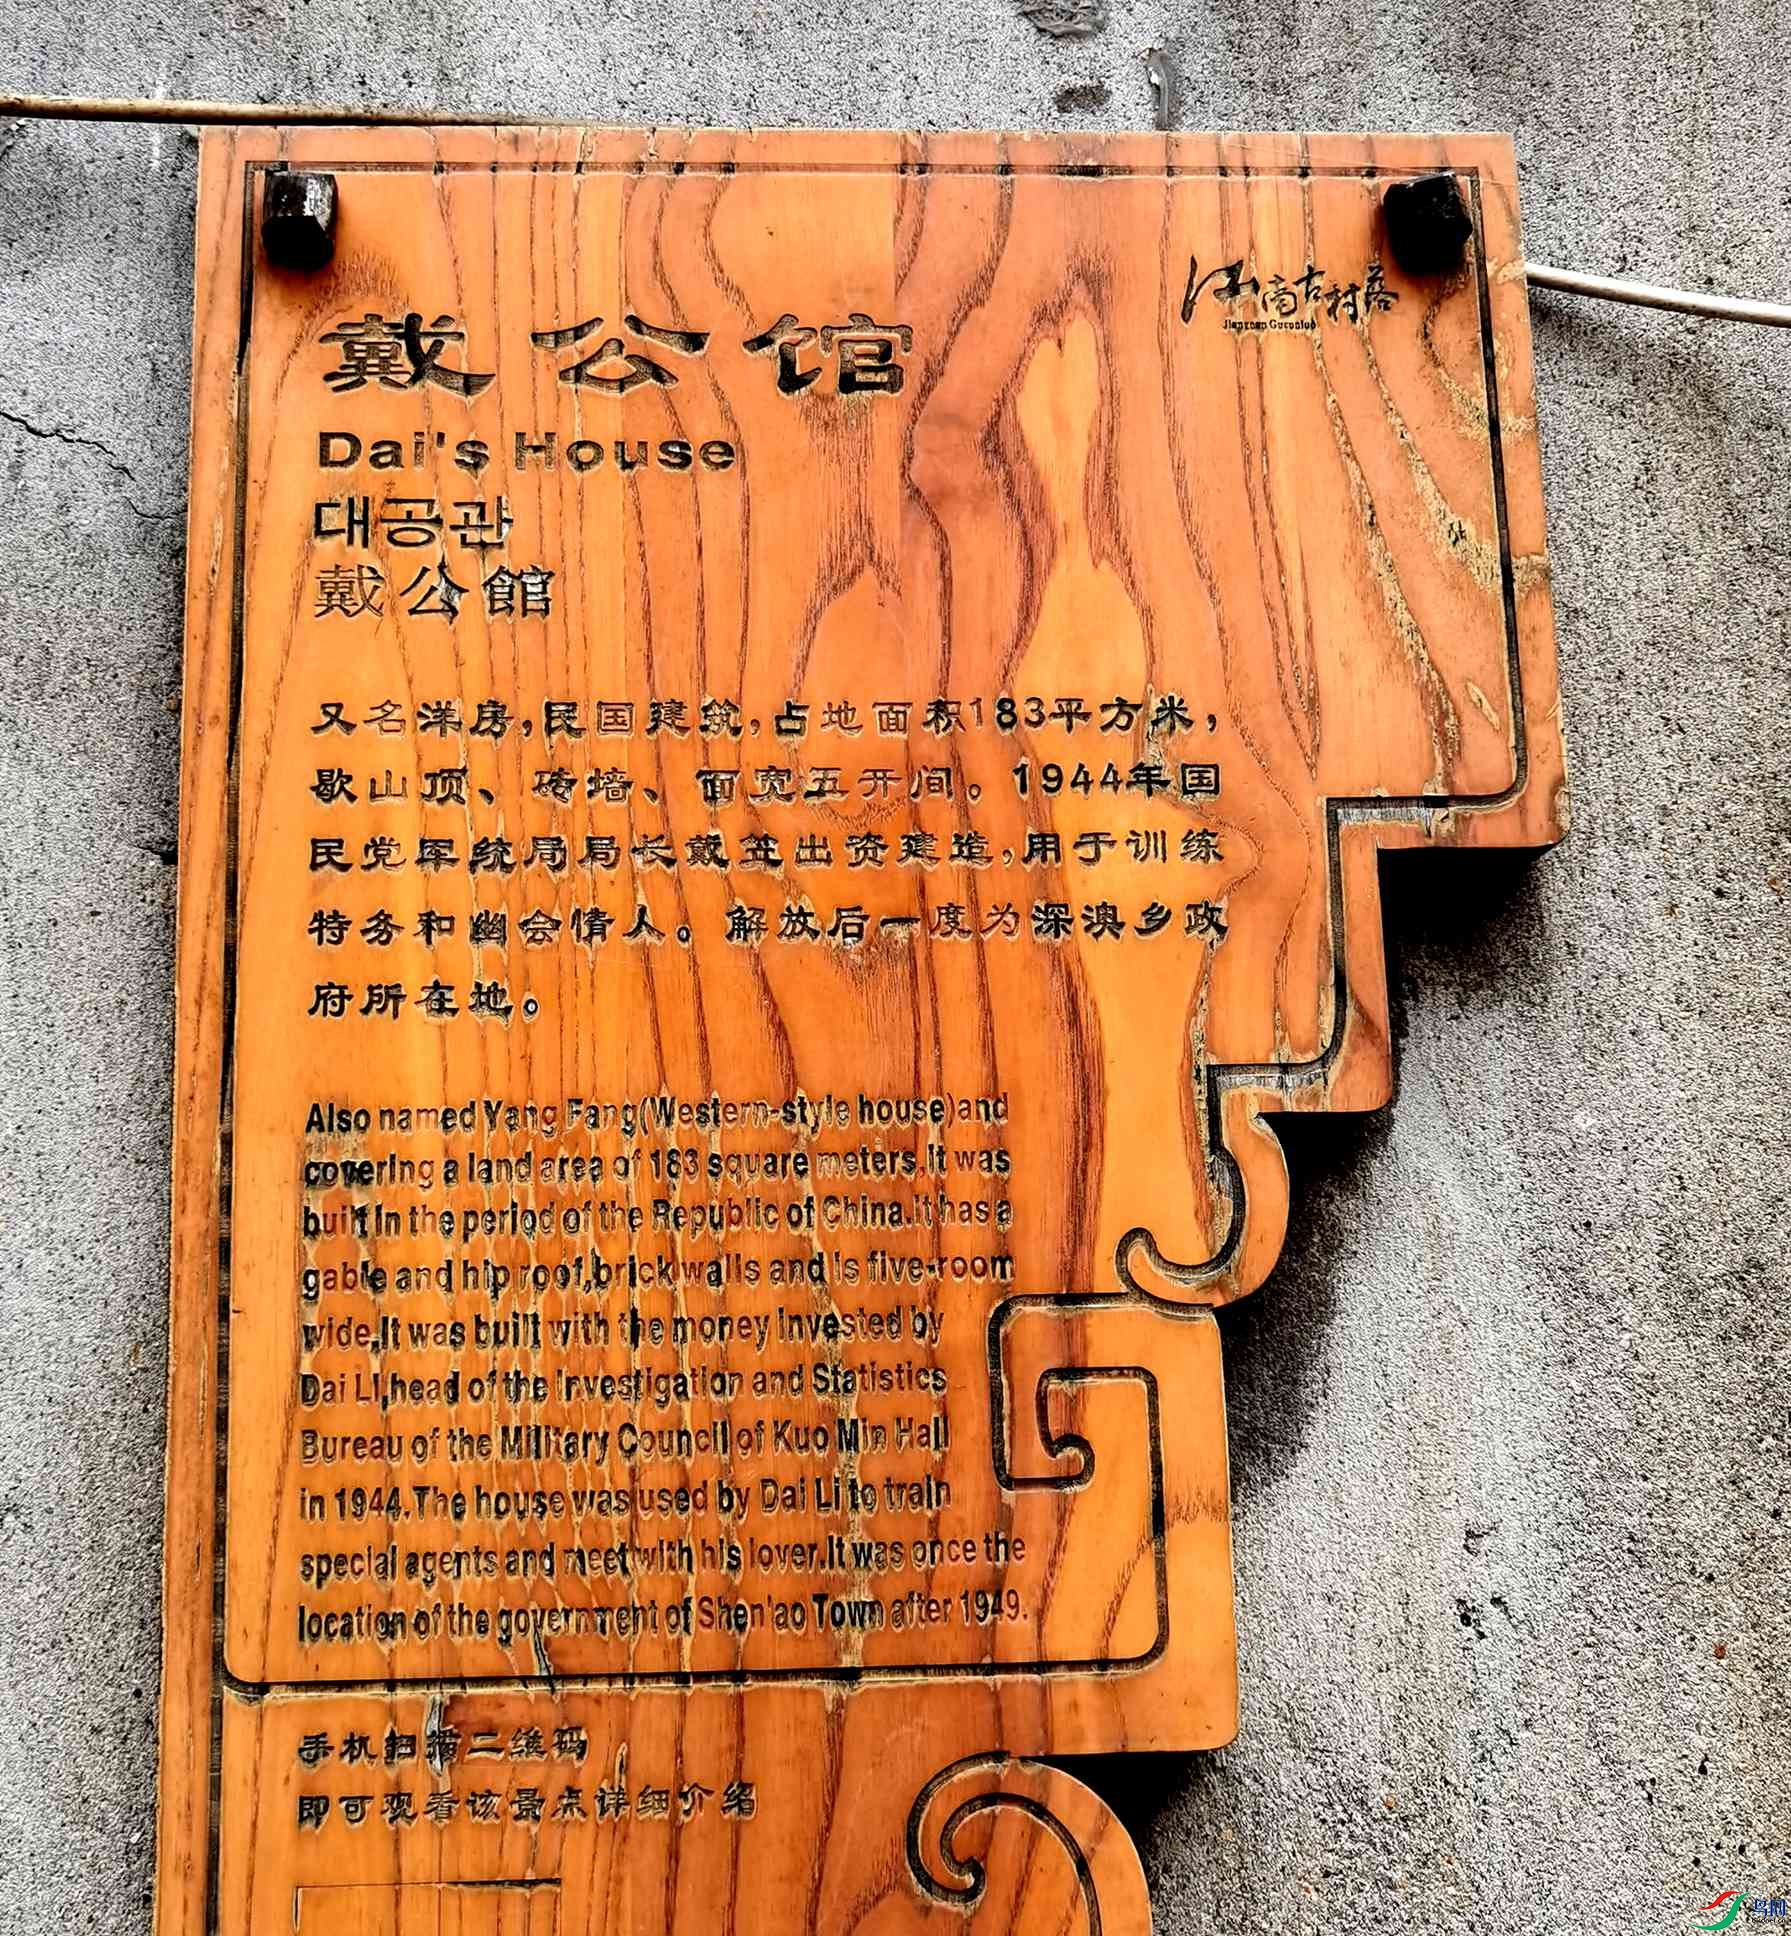 江南古村落
戴公馆
Dai's House
대공관
戴公館
又名洋房,民国建筑,占地面积183平方米,
歇山顶、砖墙、面宽五开间。1944年国
民党军统局局长戴笠出资建造,用于训练
特务和幽会情人。解放后一度为深澳乡政
府所在地。
Also named Yang Fang(Western-style house)and
covering a land area of 183 square meters.It was
built in the period of the Republic of China.It has a
gable and hip roof,brick walls and is five-room
wide.It was built with the money invested by
Dai Li,head of the Investigation and Statistics
Bureau of the Military Council of Kuo Min Hall
in 1944.The house was used by Dai Li to train
special agents and meet with his lover.It was once the
location of the government of Shen'ao Town after 1949.
手机扫描二维码
即可观看该景点详细介绍
鸟网